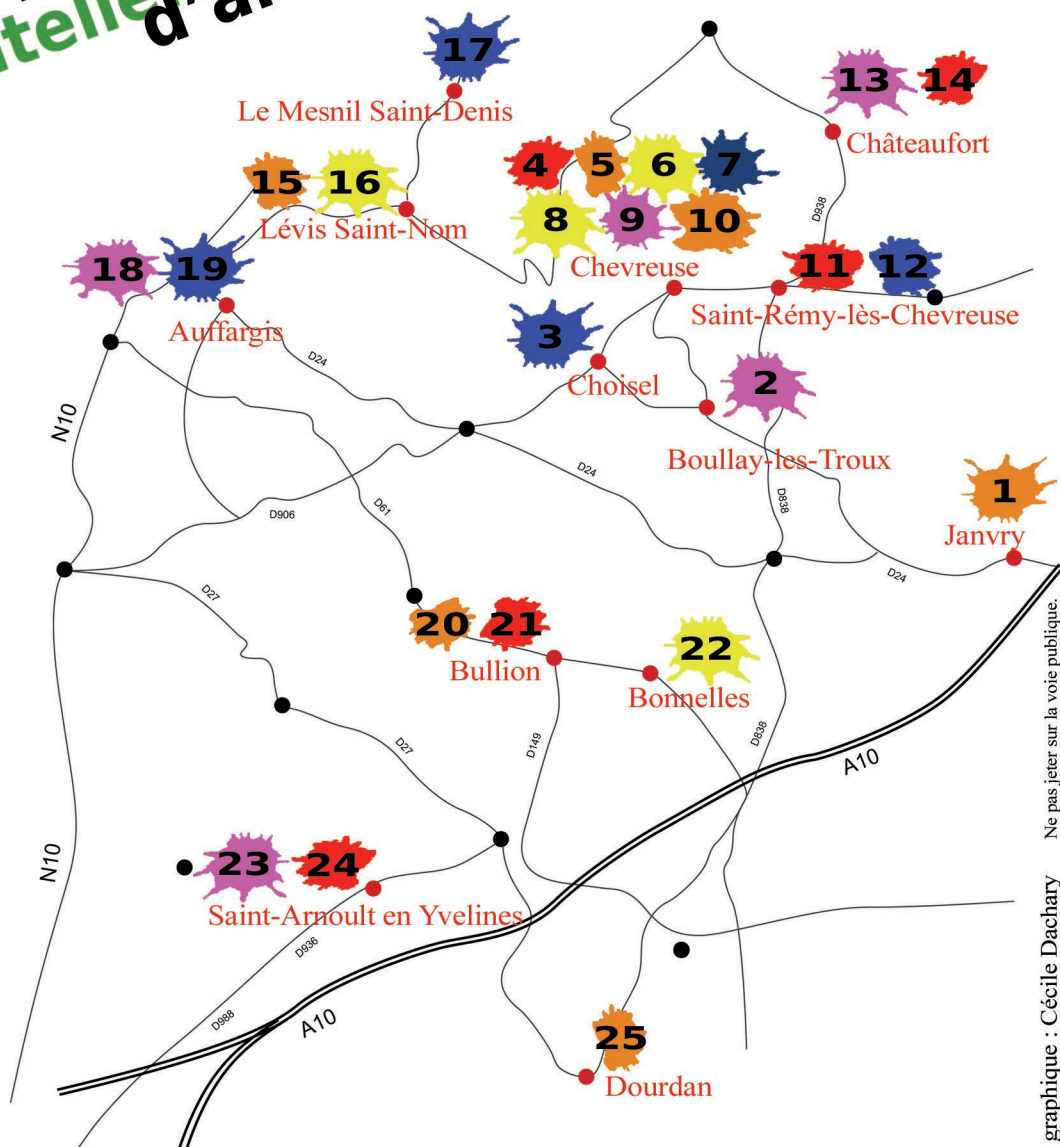 d'a
17
Le Mesnil Saint-Denis
13 14
Châteaufort
4 5 6 7
15 16
8 9 10
Lévis Saint-Nom
D938
18 19
Chevreuse
11 12
Saint-Rémy-lès-Chevreuse
Auffargis
3
D24
Choisel
2
N10
Boullay-les-Troux
D24
1
D61
D838
D906
Janvry
D24
D27
20 21
22
Bullion
Bonnelles
D149
D838
D27
A10
N10
23 24
Saint-Arnoult en Yvelines
D936
D988
A10
25
Dourdan
Ne pas jeter sur la voie publique.
graphique : Cécile Dachary